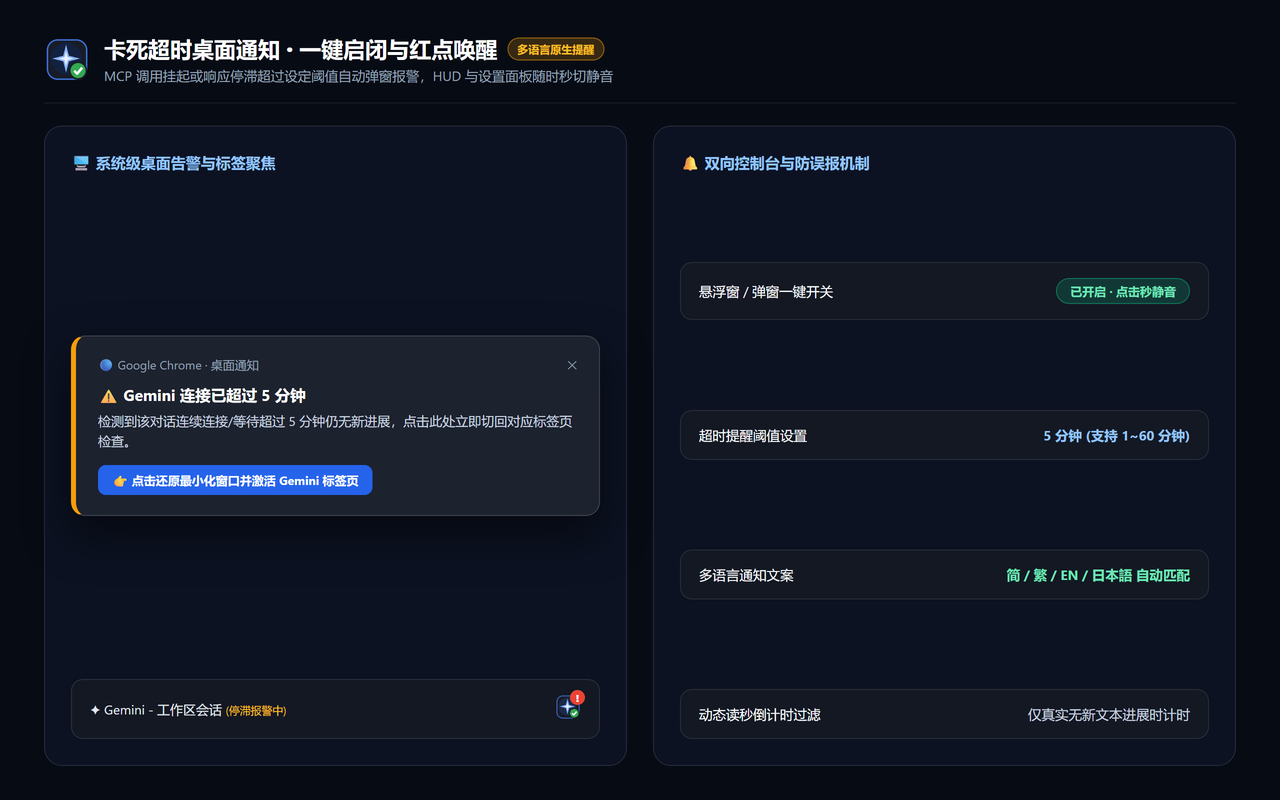 卡死超时桌面通知 · 一键启闭与红点唤醒
多语言原生提醒
MCP 调用挂起或响应停滞超过设定阈值自动弹窗报警，HUD 与设置面板随时秒切静音
系统级桌面告警与标签聚焦
Google Chrome · 桌面通知
Gemini 连接已超过 5 分钟
检测到该对话连续连接/等待超过 5 分钟仍无新进展，点击此处立即切回对应标签页
检查。
点击还原最小化窗口并激活 Gemini 标签页
Gemini - 工作区会话 (停滞报警中)
双向控制台与防误报机制
悬浮窗 / 弹窗一键开关
已开启 · 点击秒静音
超时提醒阈值设置
5 分钟 (支持 1~60 分钟)
多语言通知文案
简 / 繁 / EN / 日本語 自动匹配
动态读秒倒计时过滤
仅真实无新文本进展时计时